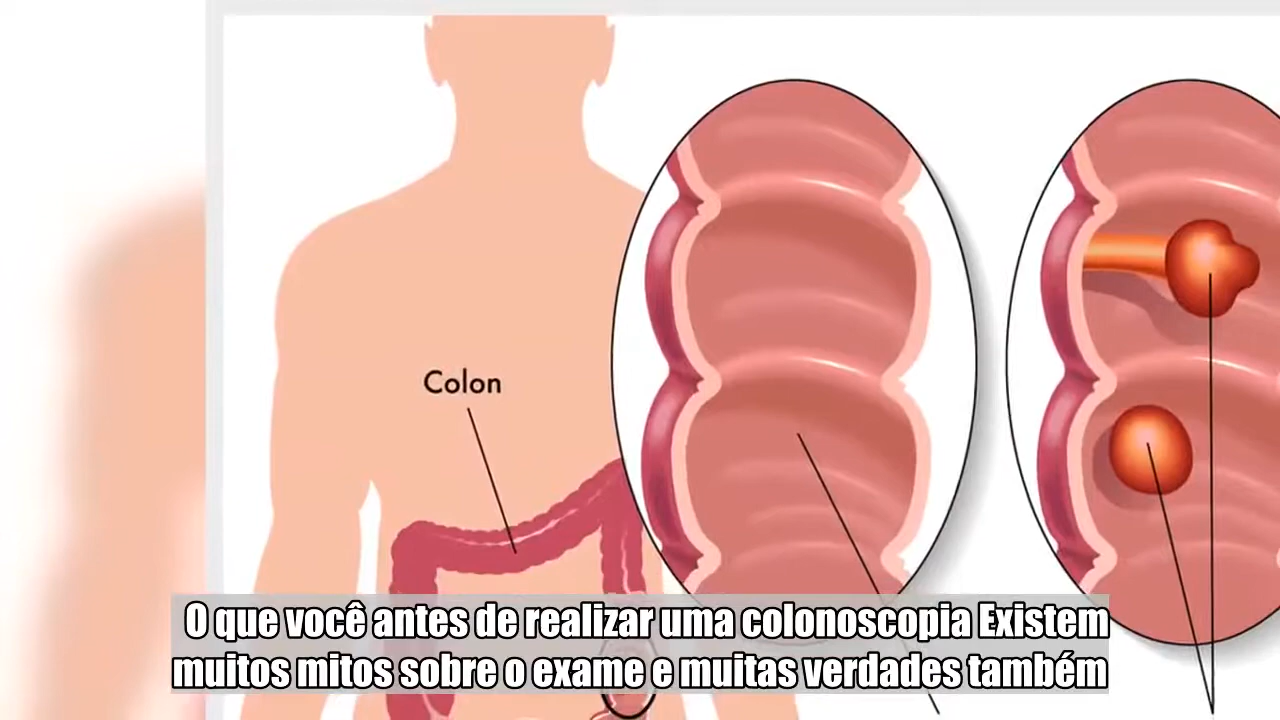 Colon
O que você antes de realizar uma colonoscopia Existem
muitos mitos sobre o exame e muitas verdades também